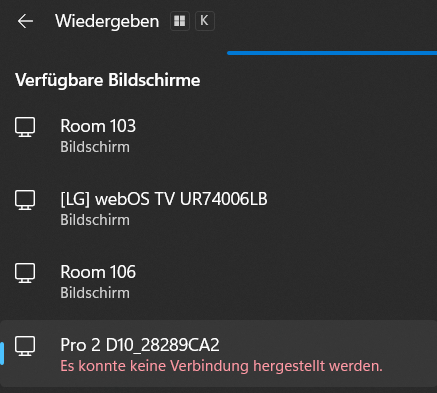 Wiedergeben K
Verfügbare Bildschirme
Room 103
Bildschirm
[LG] webOS TV UR74006LB
Bildschirm
Room 106
Bildschirm
Pro 2 D10_28289CA2
Es konnte keine Verbindung hergestellt werden.